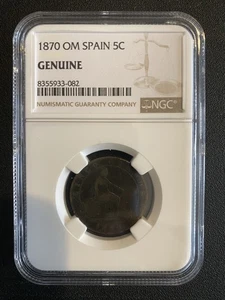 1870 OM SPAIN 5C
GENUINE
8355933-082
NUMISMATIC GUARANTY COMPANY
NGC